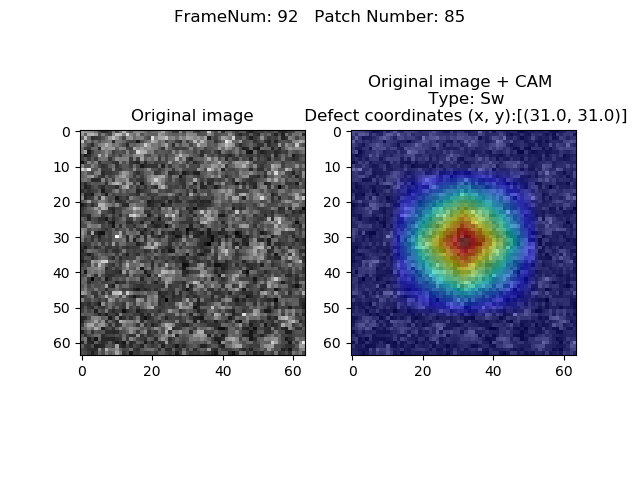 FrameNum: 92   Patch Number: 85
Original image
Original image + CAM
Type: Sw
Defect coordinates (x, y):[(31.0, 31.0)]
0
10
20
30
40
50
60
0 20 40 60
0
10
20
30
40
50
60
0 20 40 60